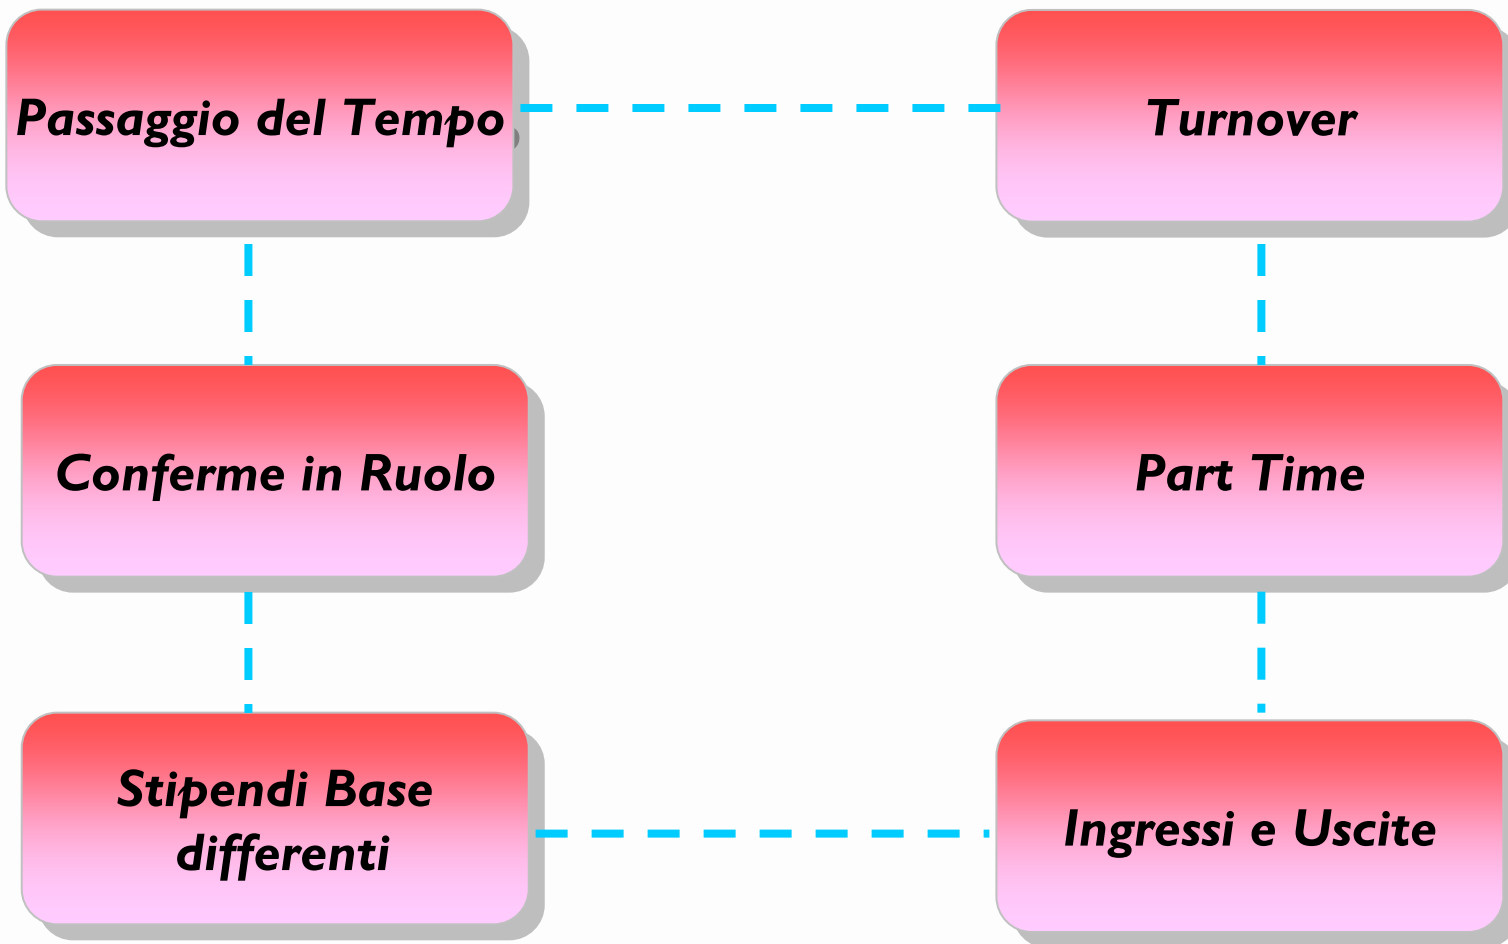 Passaggio del Tempo
Turnover
Conferme in Ruolo
Part Time
Stipendi Base
differenti
Ingressi e Uscite